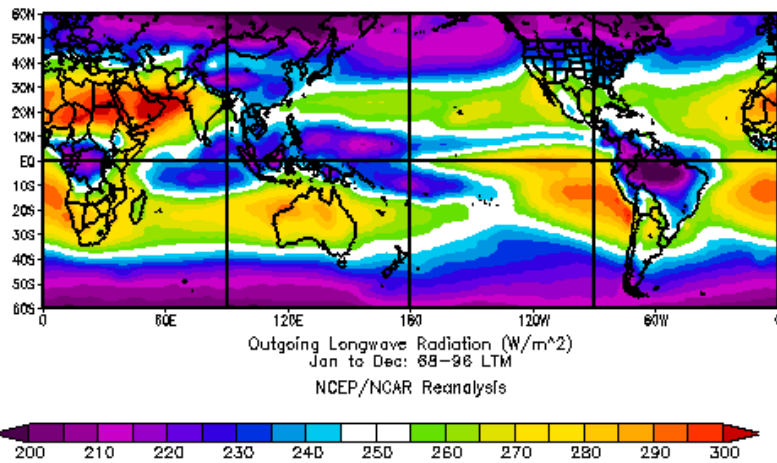 60N
50N
40N
30N
20N
10N
EQ
10S
20S
30S
40S
50S
60S
0 60E 120E 180 120W 60W 0
Outgoing Longwave Radiation (W/m^2)
Jan to Dec: 68-96 LTM
NCEP/NCAR Reanalysis
200 210 220 230 240 250 260 270 280 290 300